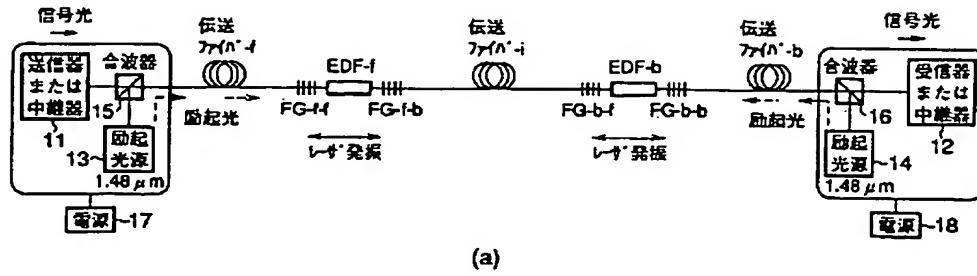 信号光
伝送
ファイバ-f
伝送
ファイバ-i
伝送
ファイバ-b
信号光
送信器
または
中継器
11
合波器
15
励起
光源
13
1.48μm
電源
17
励起光
EDF-f
FG-f-f
FG-f-b
レーザ発振
EDF-b
FG-b-f
FG-b-b
レーザ発振
励起光
合波器
16
励起
光源
14
1.48μm
受信器
または
中継器
12
電源
18
(a)